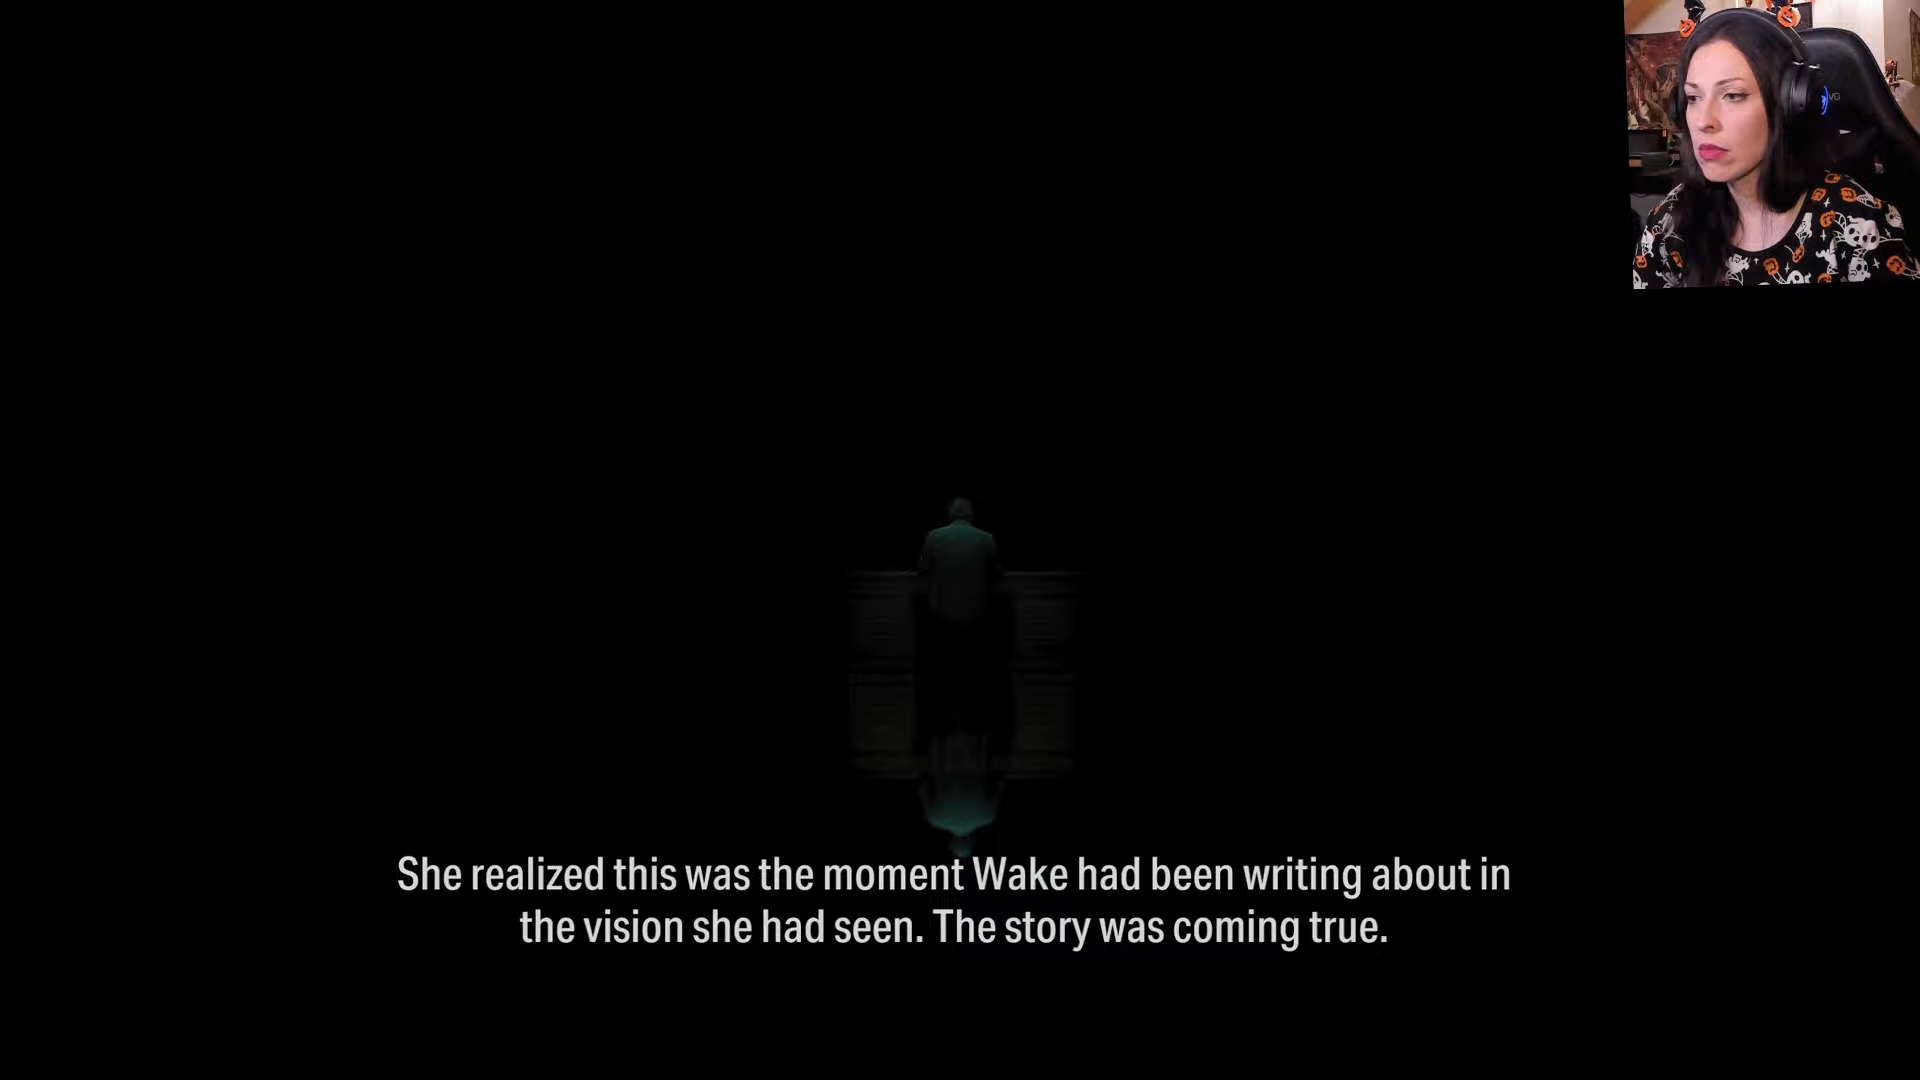 She realized this was the moment Wake had been writing about in
the vision she had seen. The story was coming true.